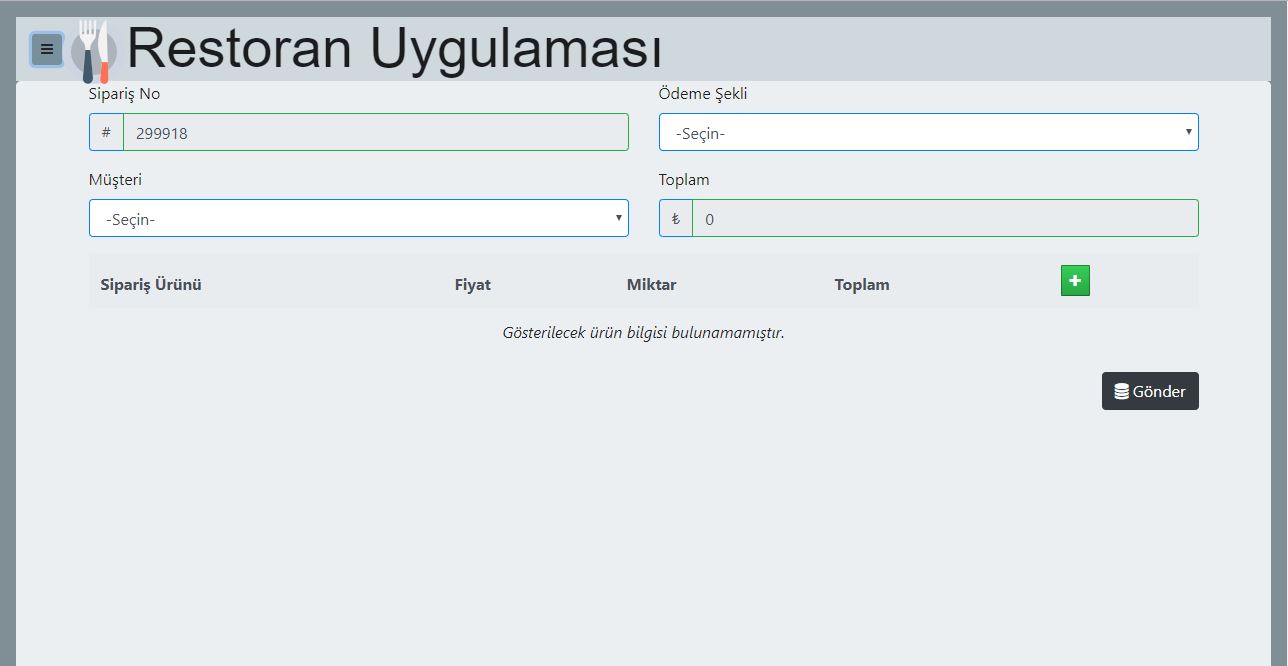 Restoran Uygulaması
Sipariş No
# 299918
Ödeme Şekli
-Seçin-
Müşteri
-Seçin-
Toplam
₺ 0
Sipariş Ürünü Fiyat Miktar Toplam +
Gösterilecek ürün bilgisi bulunamamıştır.
Gönder